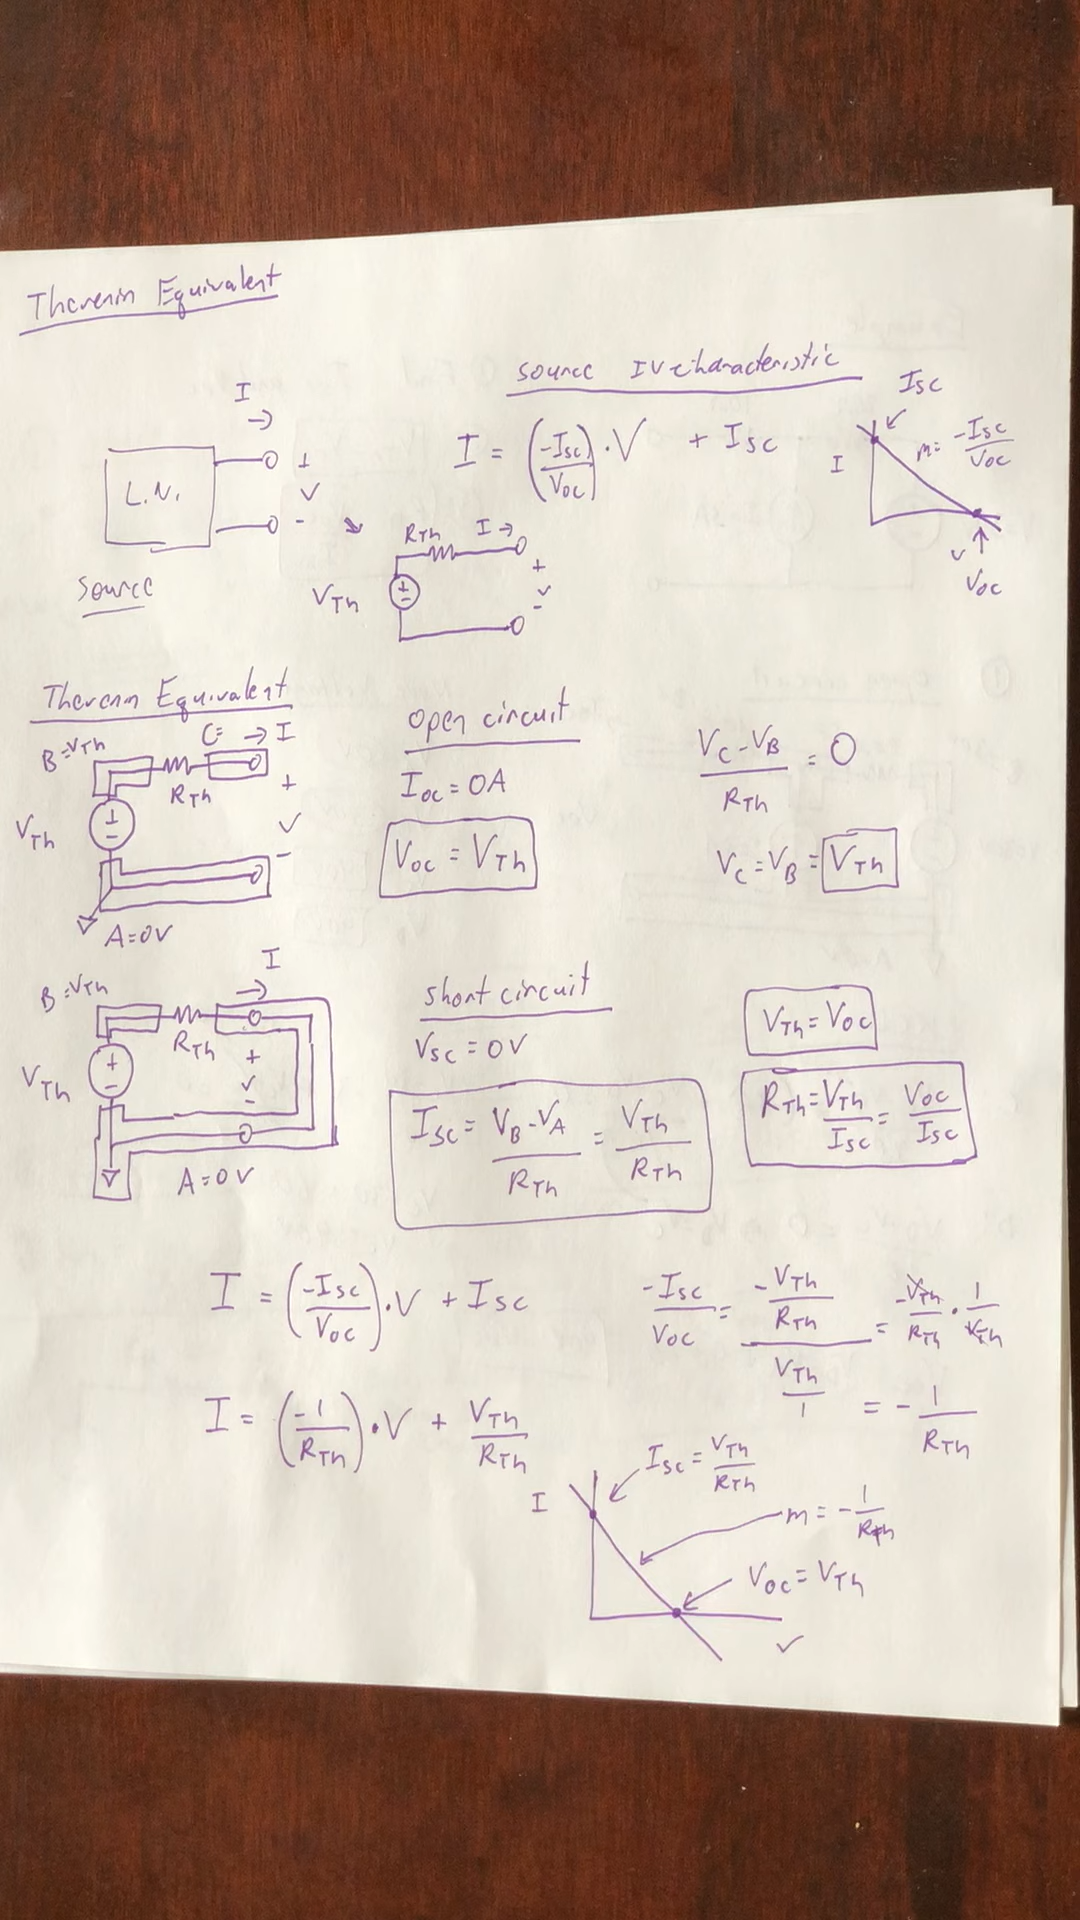 Thevenin Equivalent
source IV characteristic
I
→
L.N.
+
V
-
source
I = (-Isc/Voc) · V + Isc
Isc
m = -Isc/Voc
I
V
Voc
RTh I →
VTh
+
V
-
Thevenin Equivalent
B = VTh
C = → I
RTh
VTh
+
V
-
A = 0V
open circuit
Ioc = 0A
Voc = VTh
(Vc - VB)/RTh = 0
Vc = VB = VTh
I
→
B = VTh
RTh
VTh
+
V
-
A = 0V
short circuit
Vsc = 0V
Isc = (VB - VA)/RTh = VTh/RTh
VTh = Voc
RTh = VTh/Isc = Voc/Isc
I = (-Isc/Voc) · V + Isc
-Isc/Voc = (-VTh/RTh)/(VTh/1) = -VTh/RTh · 1/VTh
= -1/RTh
I = (-1/RTh) · V + VTh/RTh
Isc = VTh/RTh
I
m = -1/RTh
Voc = VTh
V